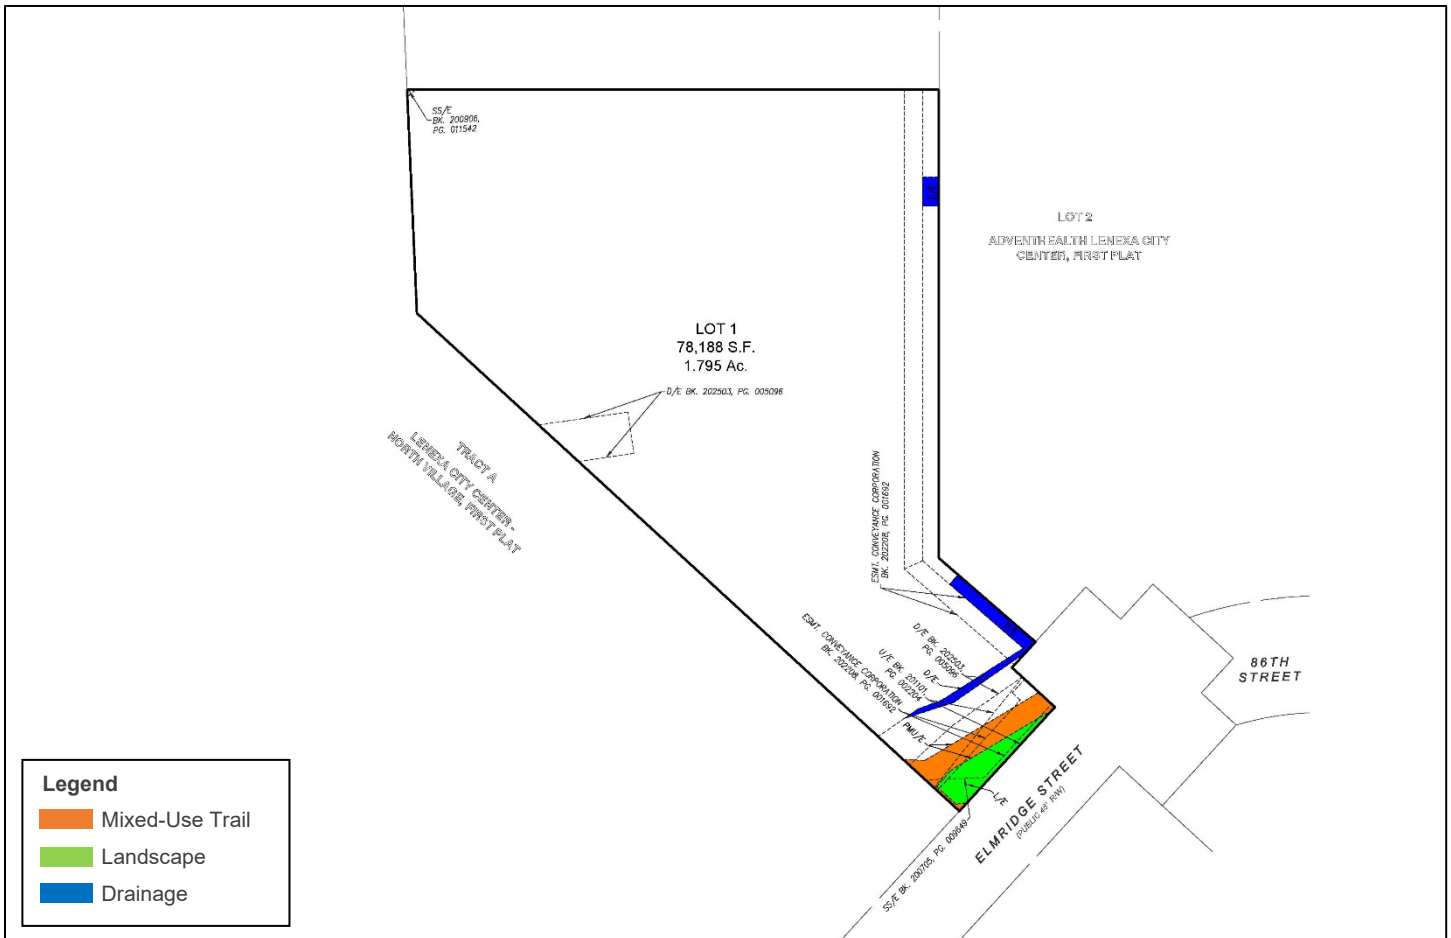 SS/E
BK. 200906,
PG. 011542
LOT 2
ADVENTHEALTH LENEXA CITY
CENTER, FIRST PLAT
LOT 1
78,188 S.F.
1.795 Ac.
D/E BK. 202503, PG. 005096
TRACT A
LENEXA CITY CENTER -
NORTH VILLAGE, FIRST PLAT
ESMT. CONVEYANCE CORPORATION
BK. 202208, PG. 001692
D/E BK. 202503,
PG. 005096
D/E
U/E BK. 201101,
PG. 002204
ESMT. CONVEYANCE CORPORATION
BK. 202208, PG. 001692
PMU/E
L/E
SS/E BK. 200705, PG. 009649
86TH
STREET
ELMRIDGE STREET
(PUBLIC 48' R/W)
Legend
Mixed-Use Trail
Landscape
Drainage